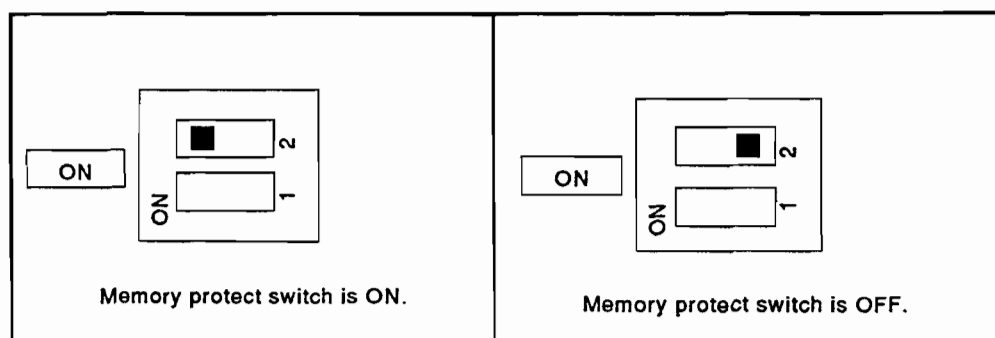 ON
2
1
ON
Memory protect switch is ON.
ON
2
1
ON
Memory protect switch is OFF.